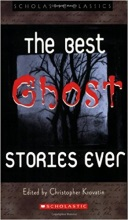 SCHOLASTIC CLASSICS
THE BEST
Ghost
STORIES EVER
Edited by Christopher Krovatin
SCHOLASTIC